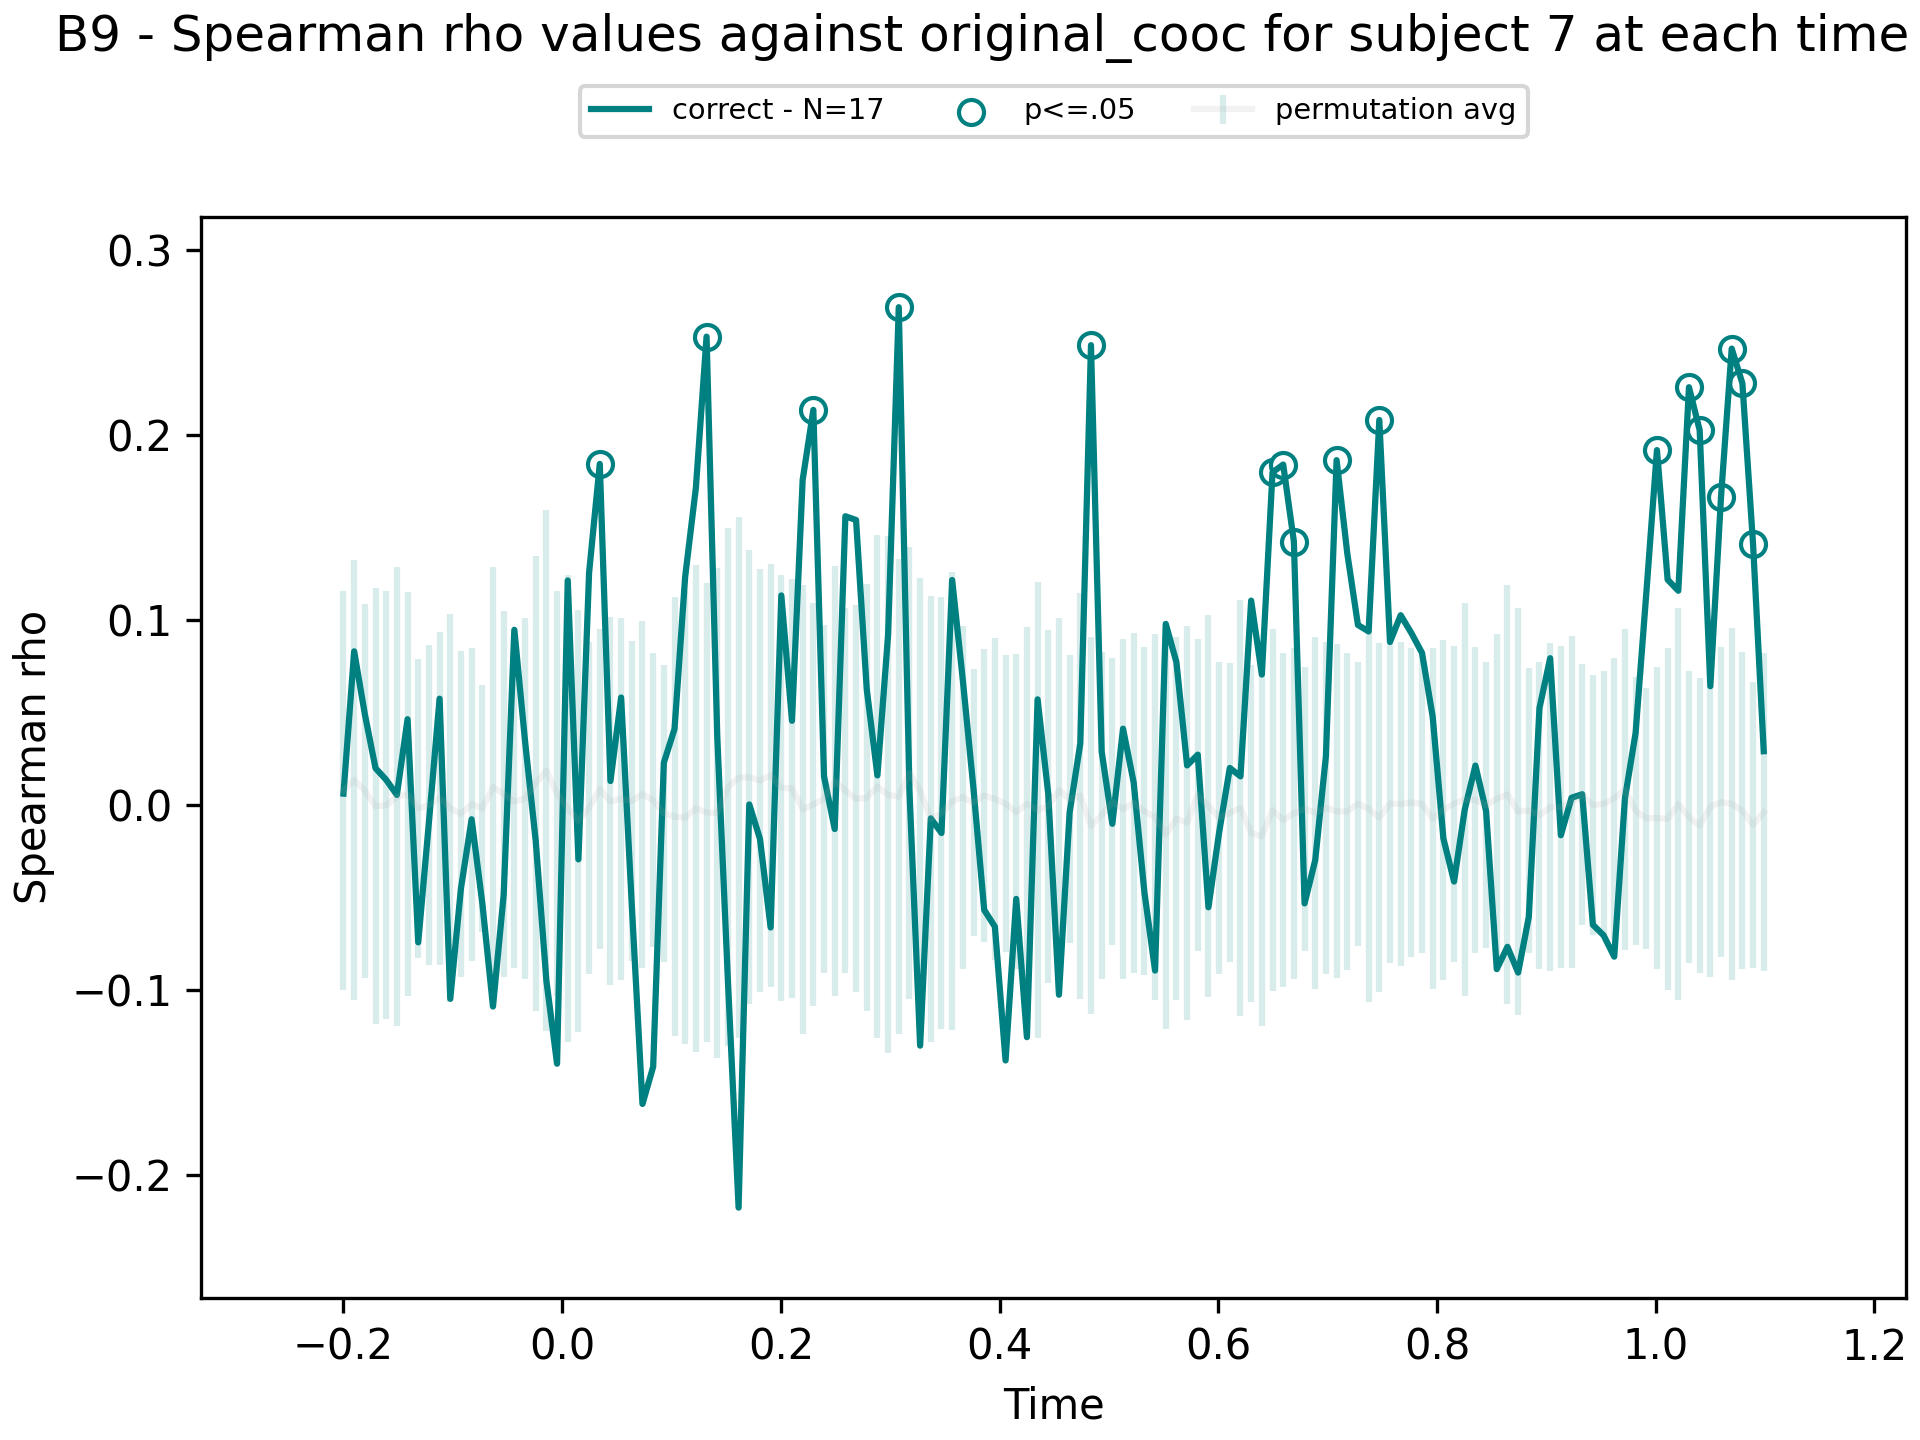 B9 - Spearman rho values against original_cooc for subject 7 at each time
correct - N=17 p<=.05 permutation avg
0.3
0.2
0.1
0.0
−0.1
−0.2
Spearman rho
−0.2 0.0 0.2 0.4 0.6 0.8 1.0 1.2
Time